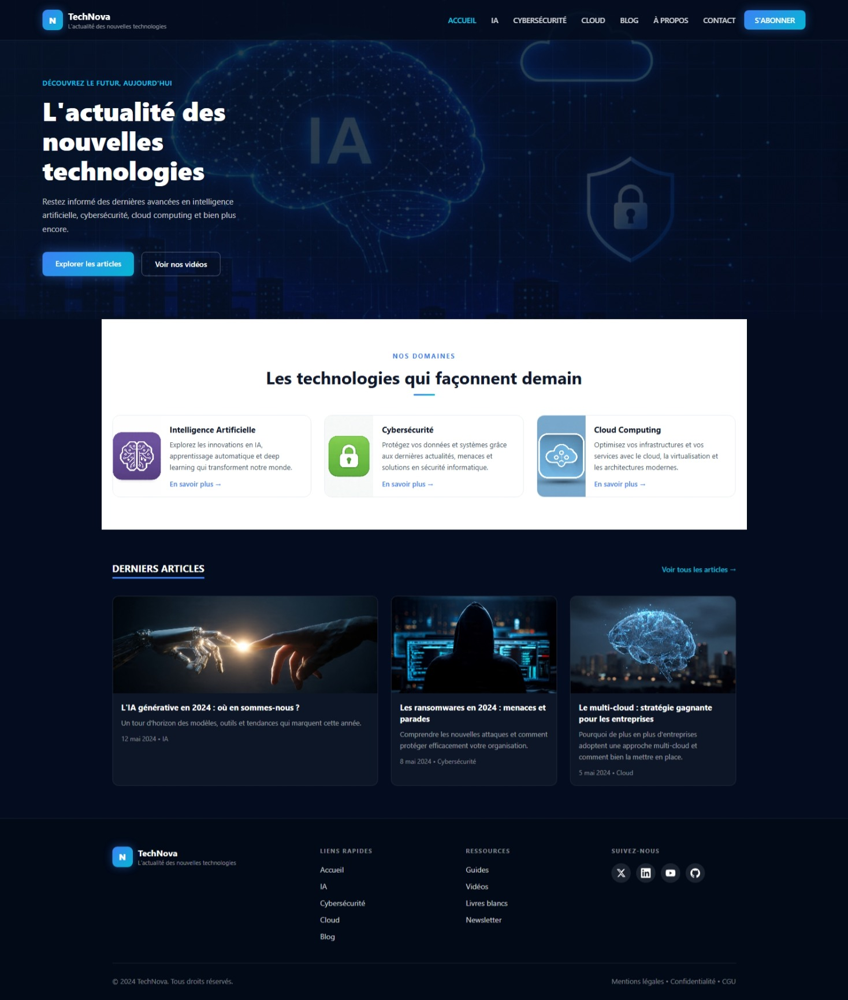 N
TechNova
L'actualité des nouvelles technologies
ACCUEIL IA CYBERSÉCURITÉ CLOUD BLOG À PROPOS CONTACT S'ABONNER
DÉCOUVREZ LE FUTUR, AUJOURD'HUI
L'actualité des
nouvelles
technologies
IA
Restez informé des dernières avancées en intelligence
artificielle, cybersécurité, cloud computing et bien plus
encore.
Explorer les articles
Voir nos vidéos
NOS DOMAINES
Les technologies qui façonnent demain
Intelligence Artificielle
Explorez les innovations en IA,
apprentissage automatique et deep
learning qui transforment notre monde.
En savoir plus →
Cybersécurité
Protégez vos données et systèmes grâce
aux dernières actualités, menaces et
solutions en sécurité informatique.
En savoir plus →
Cloud Computing
Optimisez vos infrastructures et vos
services avec le cloud, la virtualisation et
les architectures modernes.
En savoir plus →
DERNIERS ARTICLES
Voir tous les articles →
L'IA générative en 2024 : où en sommes-nous ?
Un tour d'horizon des modèles, outils et tendances qui marquent cette année.
12 mai 2024 • IA
Les ransomwares en 2024 : menaces et
parades
Comprendre les nouvelles attaques et comment
protéger efficacement votre organisation.
8 mai 2024 • Cybersécurité
Le multi-cloud : stratégie gagnante
pour les entreprises
Pourquoi de plus en plus d'entreprises
adoptent une approche multi-cloud et
comment bien la mettre en place.
5 mai 2024 • Cloud
N
TechNova
L'actualité des nouvelles technologies
LIENS RAPIDES
Accueil
IA
Cybersécurité
Cloud
Blog
RESSOURCES
Guides
Vidéos
Livres blancs
Newsletter
SUIVEZ-NOUS
© 2024 TechNova. Tous droits réservés.
Mentions légales • Confidentialité • CGU